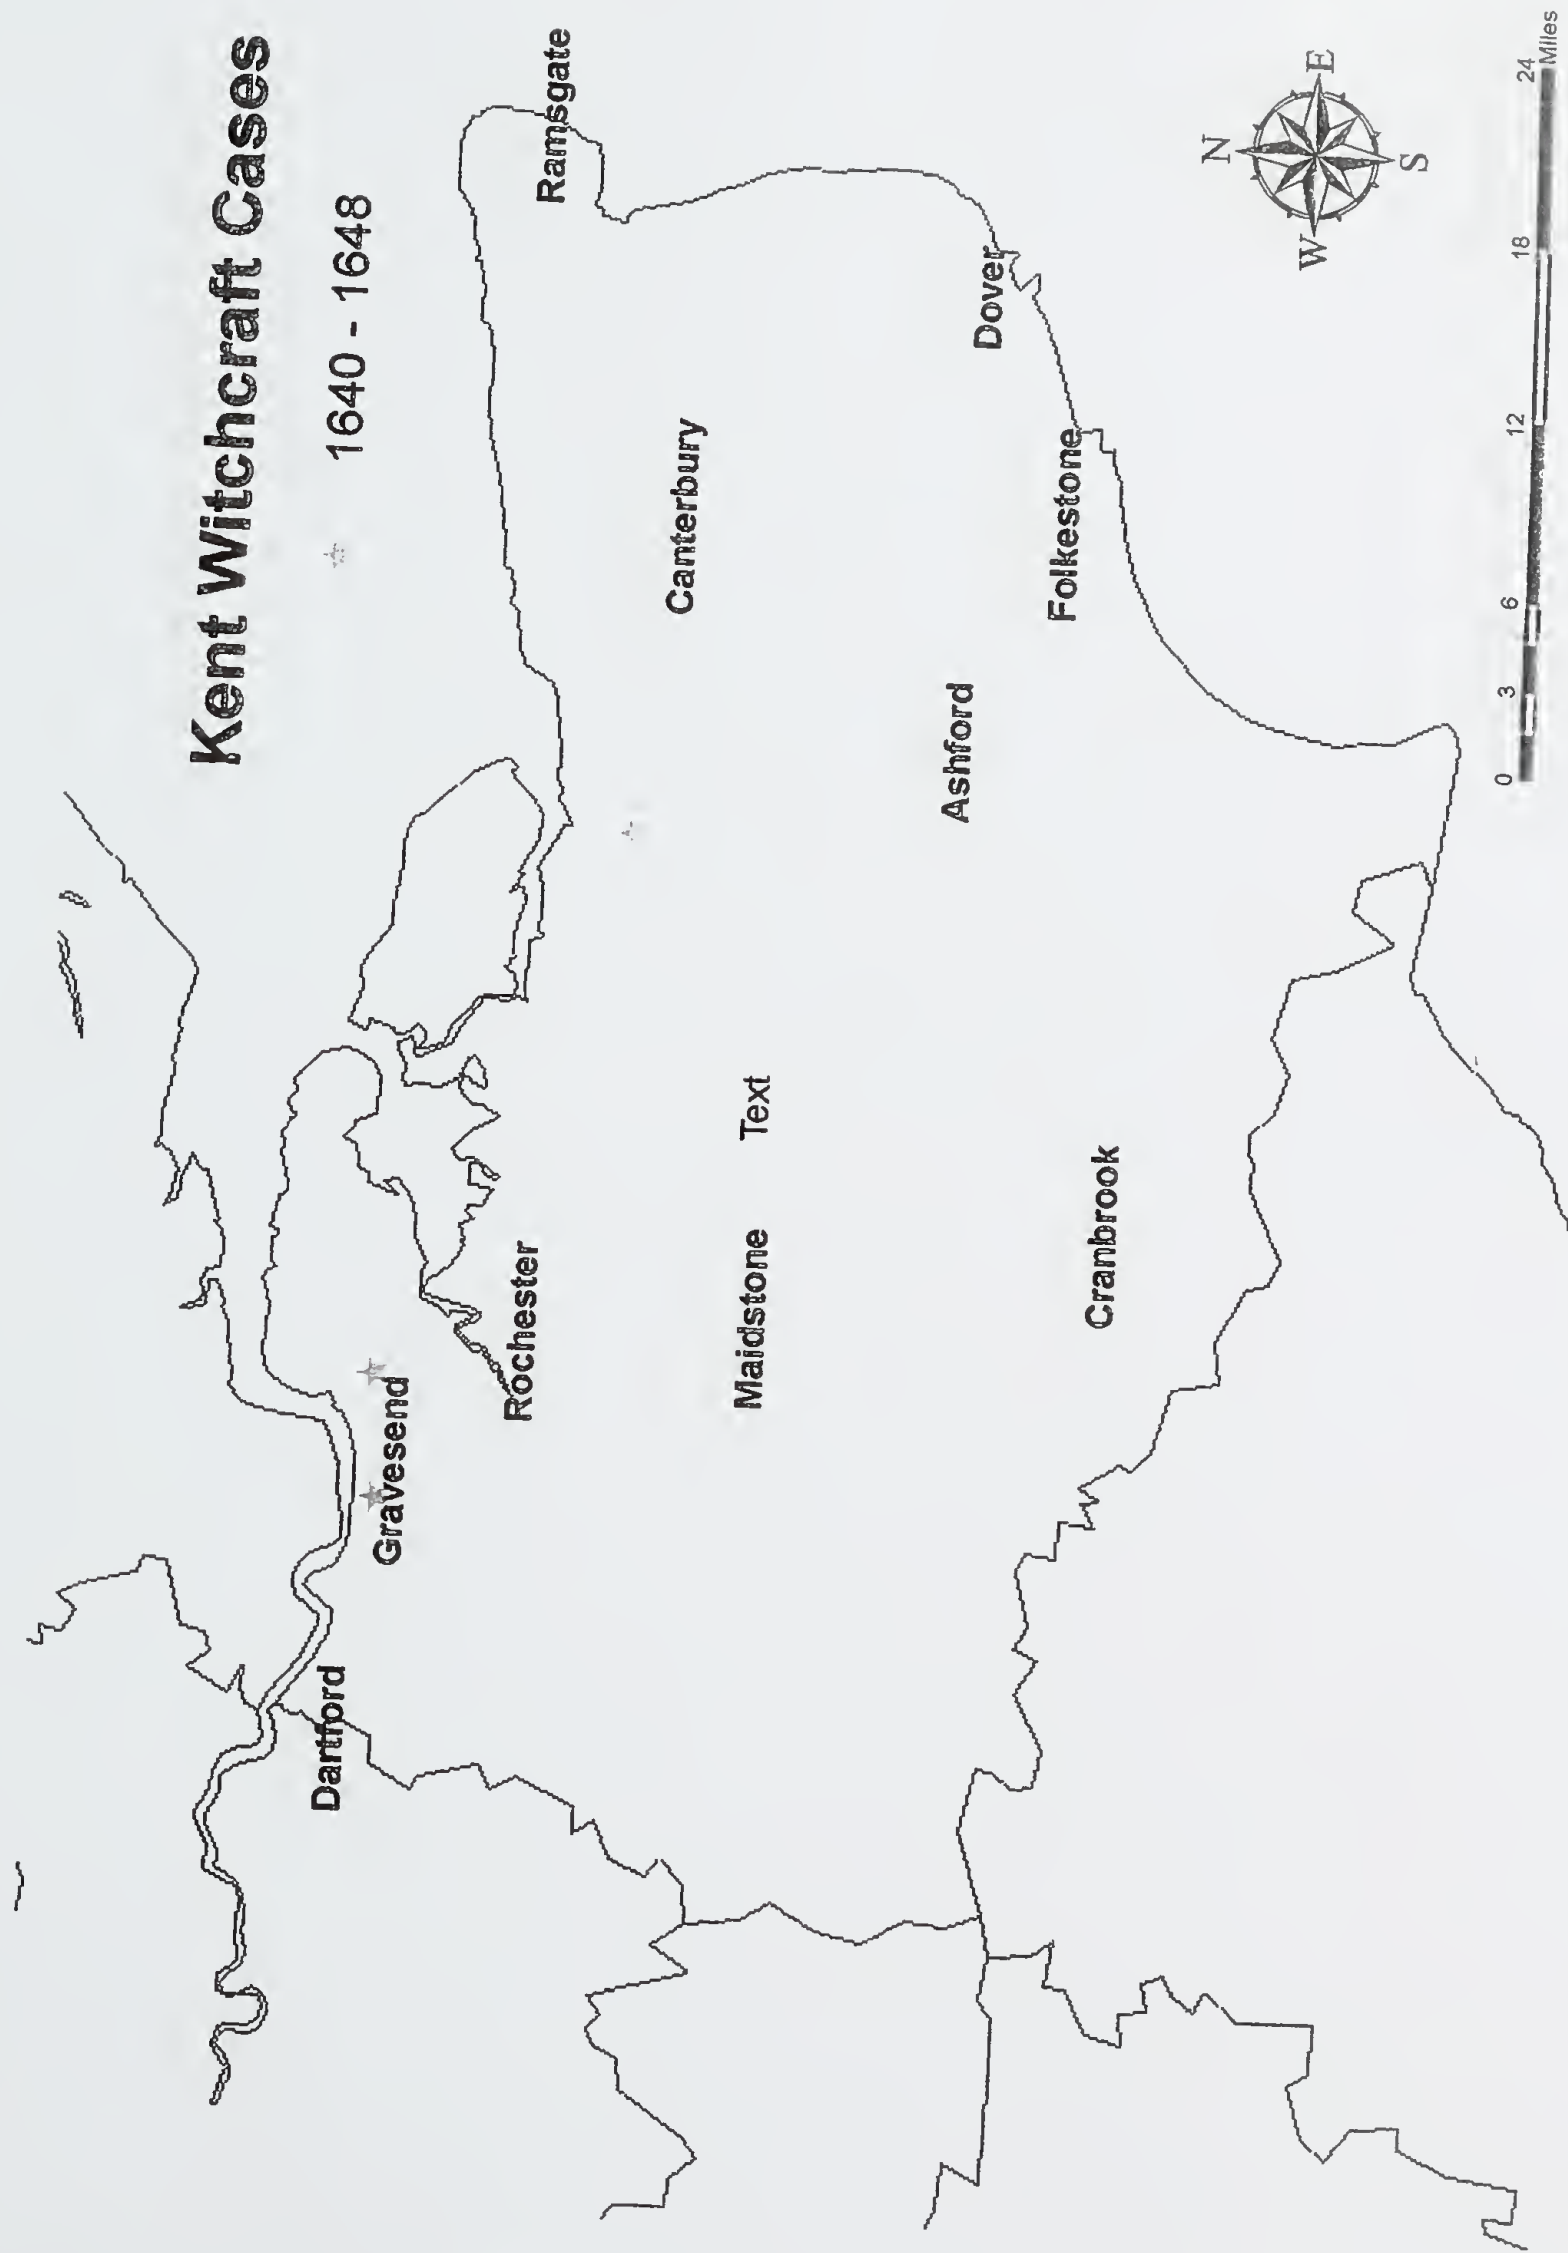 Kent Witchcraft Cases
1640 - 1648
Dartford
Gravesend
Rochester
Ramsgate
Canterbury
Maidstone
Text
Ashford
Dover
Folkestone
Cranbrook
N
W
E
S
0 3 6 12 18 24
Miles